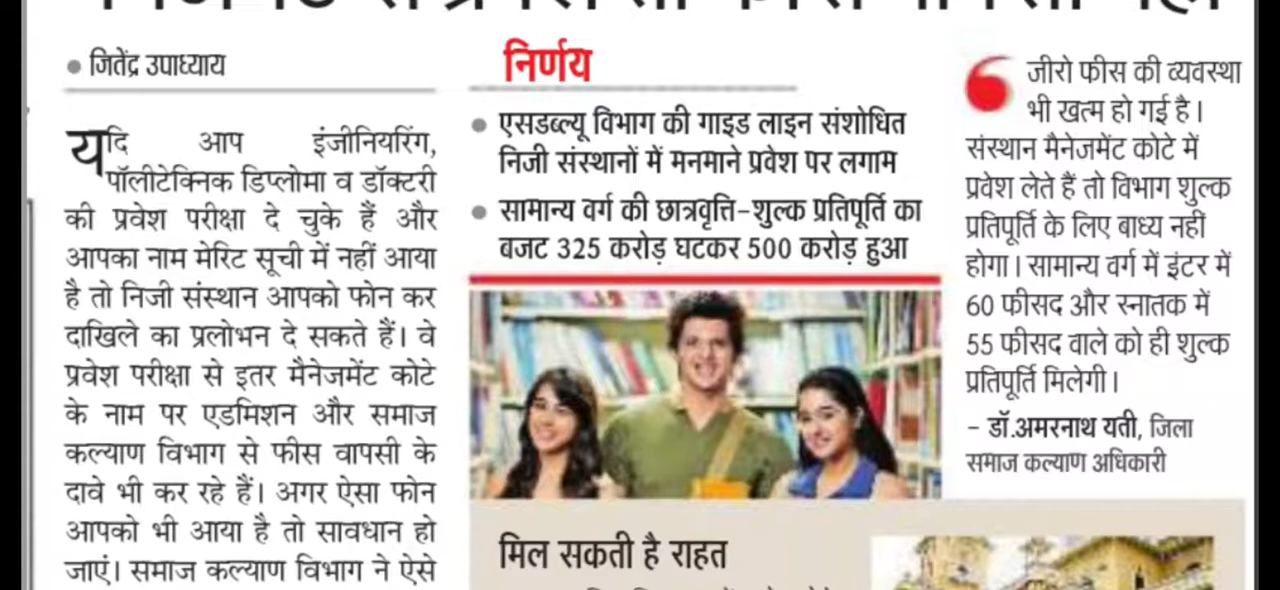 • जितेंद्र उपाध्याय
यदि आप इंजीनियरिंग,
पॉलीटेक्निक डिप्लोमा व डॉक्टरी
की प्रवेश परीक्षा दे चुके हैं और
आपका नाम मेरिट सूची में नहीं आया
है तो निजी संस्थान आपको फोन कर
दाखिले का प्रलोभन दे सकते हैं। वे
प्रवेश परीक्षा से इतर मैनेजमेंट कोटे
के नाम पर एडमिशन और समाज
कल्याण विभाग से फीस वापसी के
दावे भी कर रहे हैं। अगर ऐसा फोन
आपको भी आया है तो सावधान हो
जाएं। समाज कल्याण विभाग ने ऐसे
निर्णय
• एसडब्ल्यू विभाग की गाइड लाइन संशोधित
निजी संस्थानों में मनमाने प्रवेश पर लगाम
• सामान्य वर्ग की छात्रवृत्ति-शुल्क प्रतिपूर्ति का
बजट 325 करोड़ घटकर 500 करोड़ हुआ
जीरो फीस की व्यवस्था
भी खत्म हो गई है।
संस्थान मैनेजमेंट कोटे में
प्रवेश लेते हैं तो विभाग शुल्क
प्रतिपूर्ति के लिए बाध्य नहीं
होगा। सामान्य वर्ग में इंटर में
60 फीसद और स्नातक में
55 फीसद वाले को ही शुल्क
प्रतिपूर्ति मिलेगी।
- डॉ.अमरनाथ यती, जिला
समाज कल्याण अधिकारी
मिल सकती है राहत